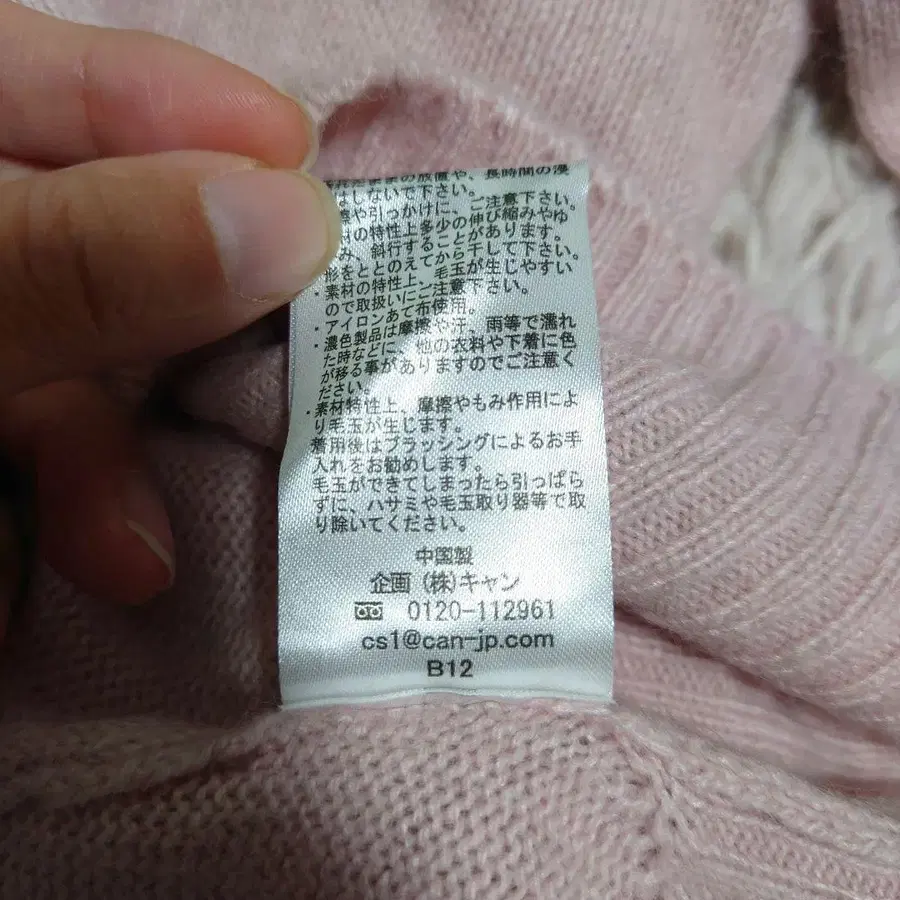 ままの放置や、長時間の浸
はしないで下さい。
擦や引っかけに、ご注意下さい。
の特性上多少の伸び縮みやゆ
、斜行することがあります。
形をととのえてから干して下さい。
・素材の特性上、毛玉が生じやすい
ので取扱いにご注意下さい。
・アイロンあて布使用。
・濃色製品は摩擦や汗、雨等で濡れ
た時などに、他の衣料や下着に色
が移る事がありますのでご注意く
ださい。
・素材特性上、摩擦やもみ作用によ
り毛玉が生じます。
着用後はブラッシングによるお手
入れをお勧めします。
毛玉ができてしまったら引っぱら
ずに、ハサミや毛玉取り器等で取
り除いてください。
中国製
企画 (株)キャン
0120-112961
cs1@can-jp.com
B12